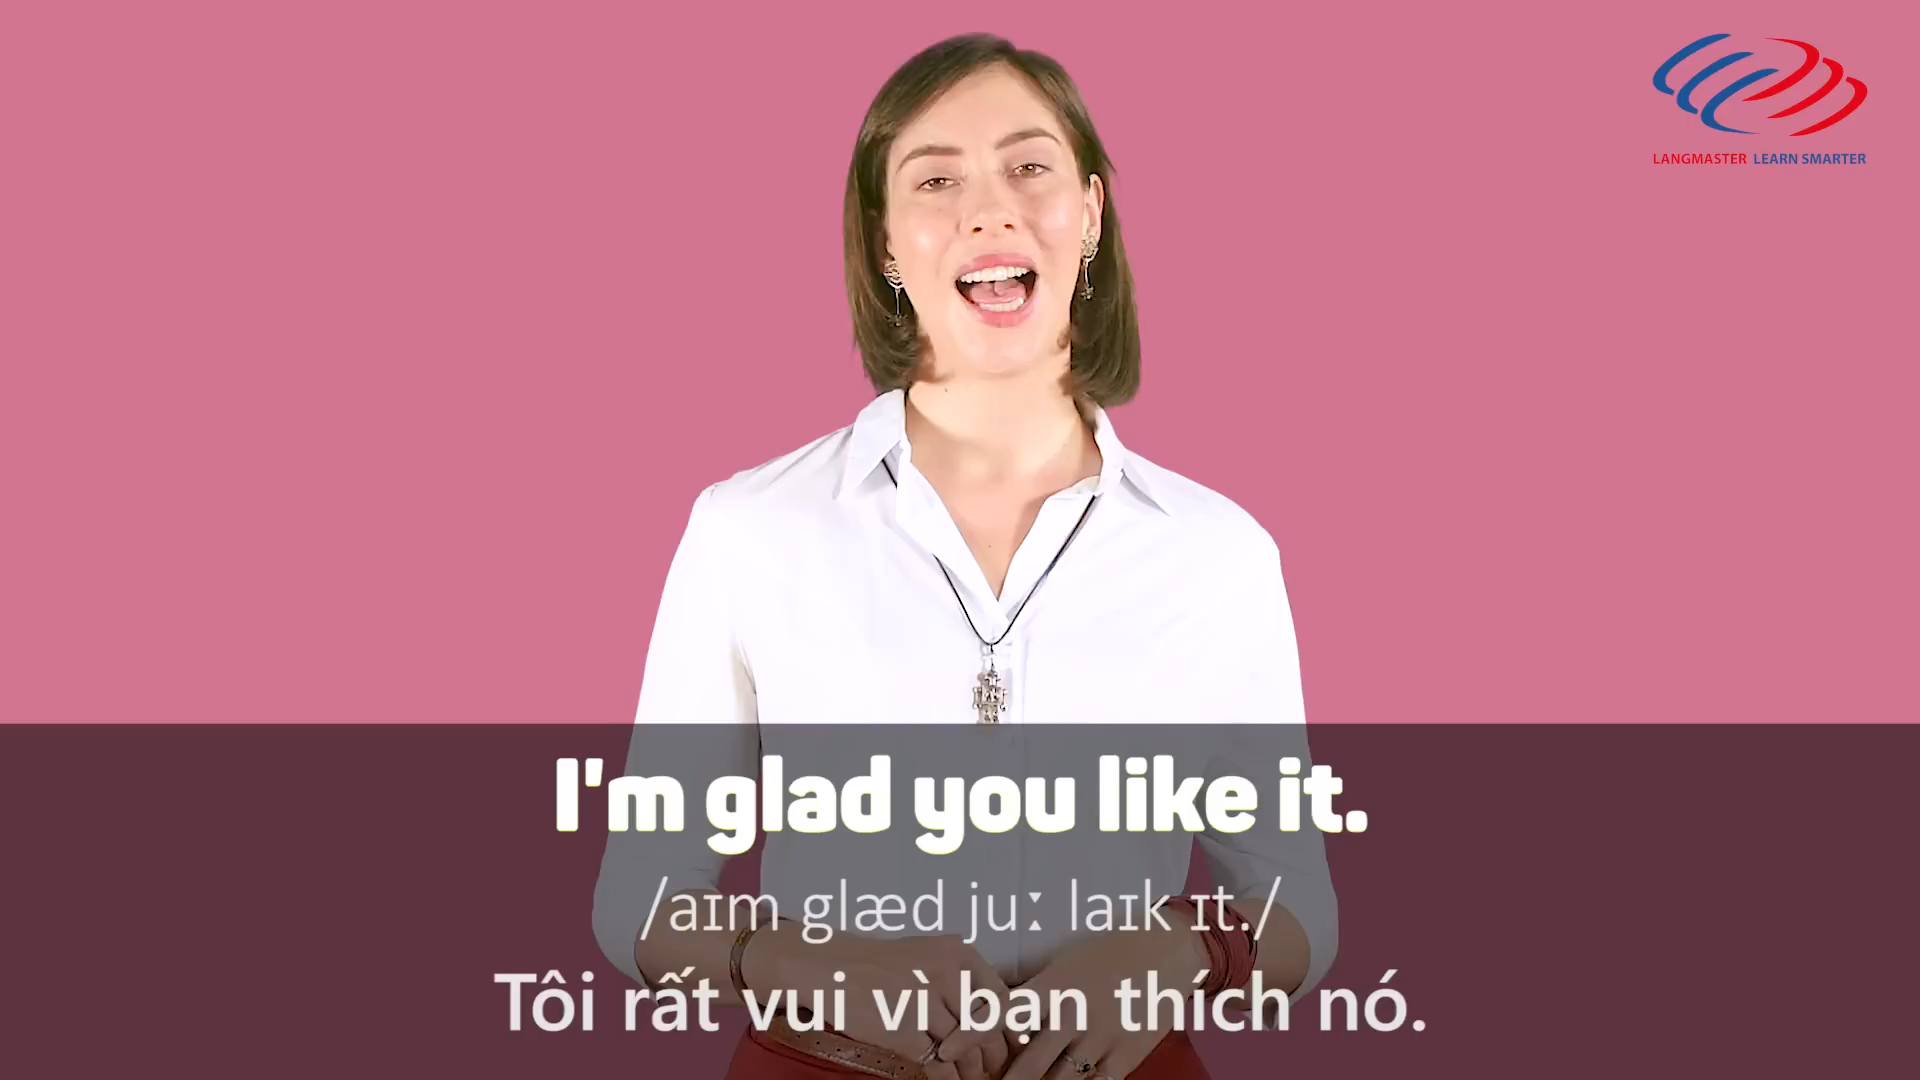 LANGMASTER LEARN SMARTER
I'm glad you like it.
/aɪm glæd juː laɪk ɪt./
Tôi rất vui vì bạn thích nó.